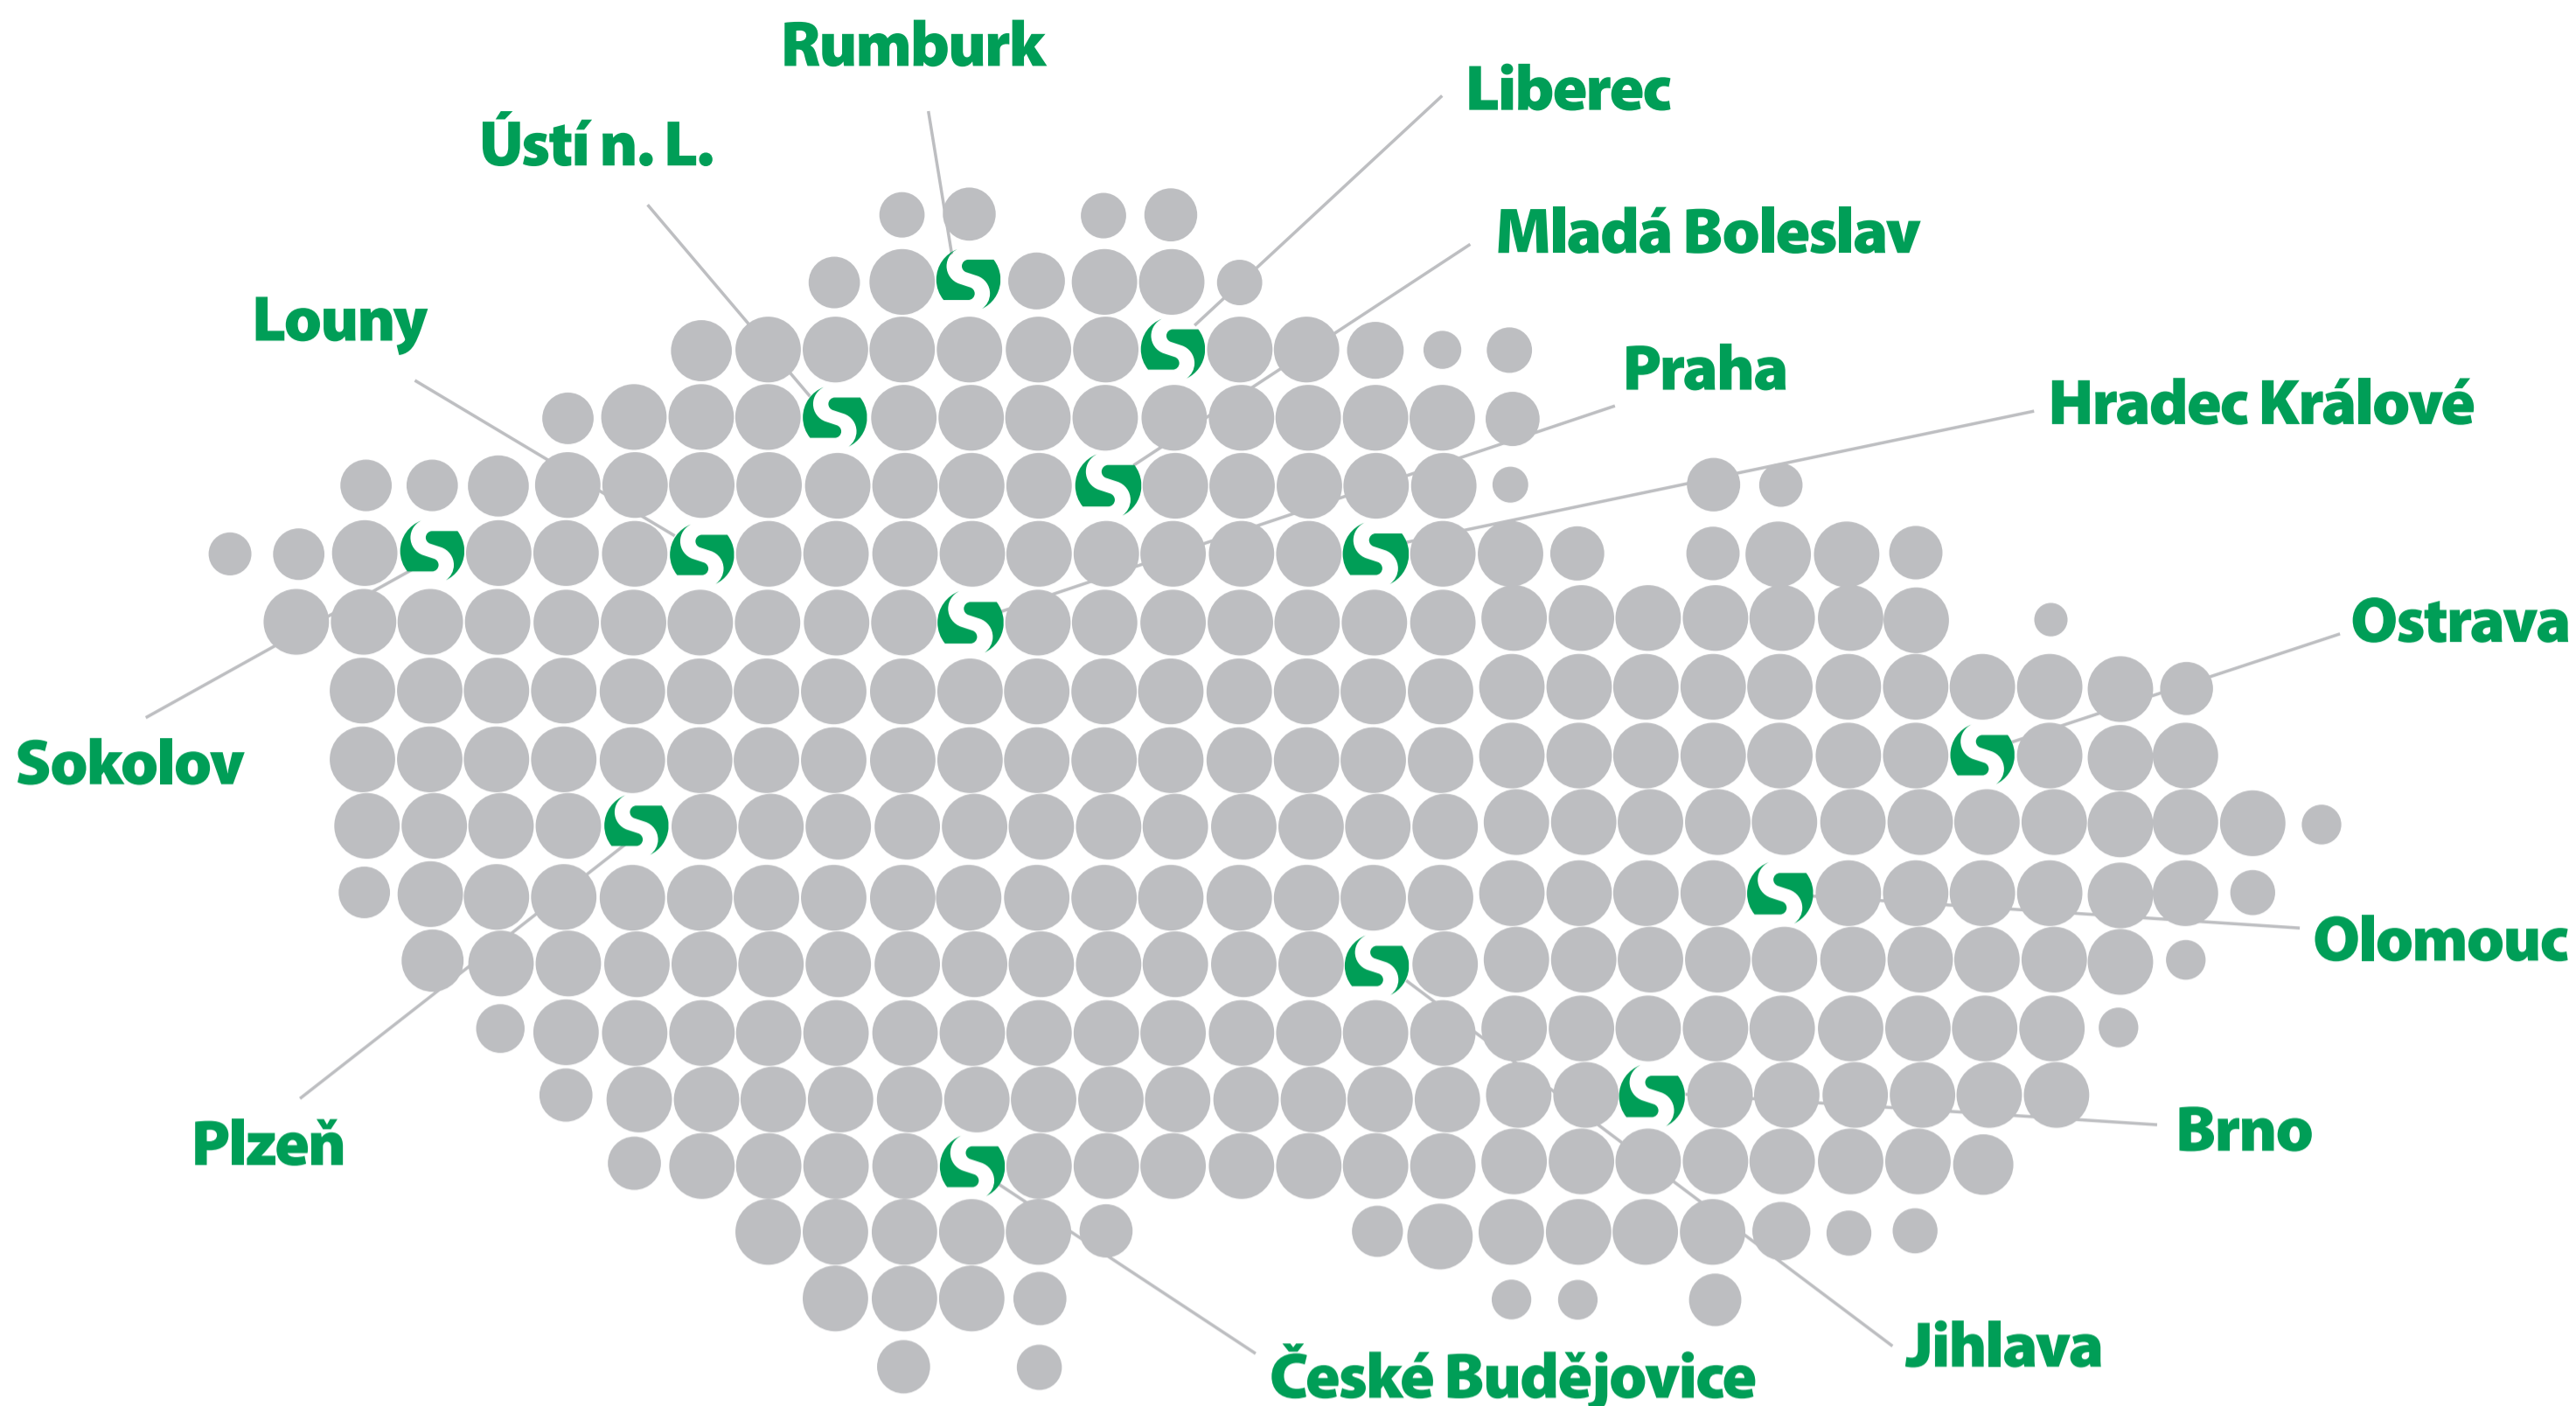 Rumburk
Liberec
Ústí n. L.
Mladá Boleslav
Louny
Praha
Hradec Králové
Ostrava
Sokolov
Olomouc
Plzeň
Brno
Jihlava
České Budějovice